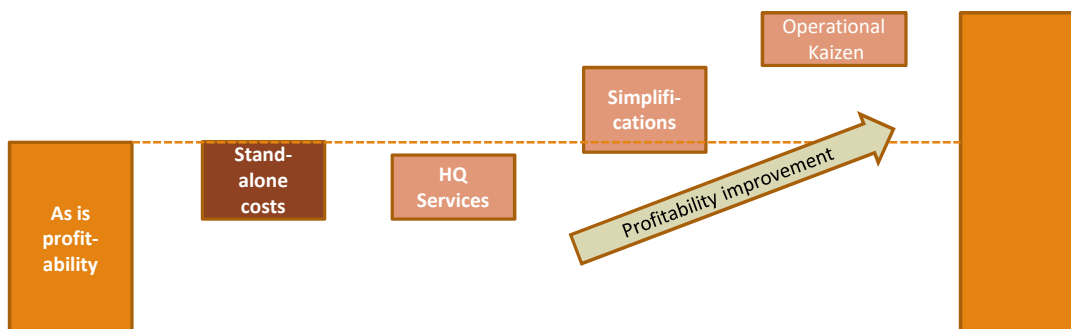 As is
profit-
ability
Stand-
alone
costs
HQ
Services
Simplifi-
cations
Operational
Kaizen
Profitability improvement